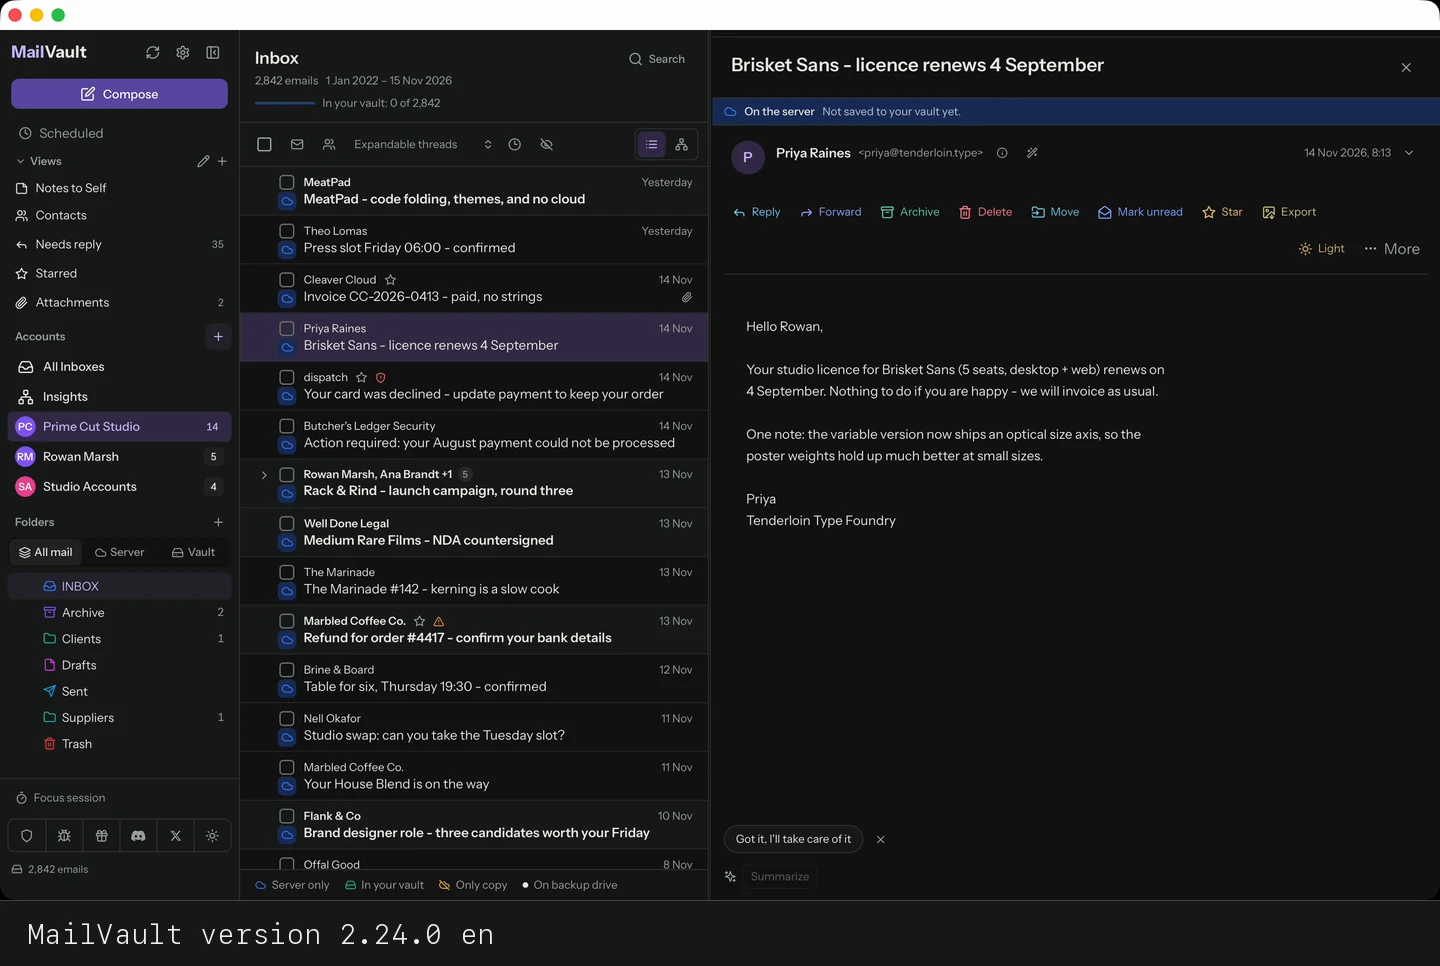 MailVault
Compose
Scheduled
Views
Notes to Self
Contacts
Needs reply 35
Starred
Attachments 2
Accounts
All Inboxes
Insights
PC Prime Cut Studio 14
RM Rowan Marsh 5
SA Studio Accounts 4
Folders
All mail Server Vault
INBOX
Archive 2
Clients 1
Drafts
Sent
Suppliers 1
Trash
Focus session
2,842 emails
Inbox
Search
2,842 emails 1 Jan 2022 – 15 Nov 2026
In your vault: 0 of 2,842
Expandable threads
MeatPad Yesterday
MeatPad - code folding, themes, and no cloud
Theo Lomas Yesterday
Press slot Friday 06:00 - confirmed
Cleaver Cloud 14 Nov
Invoice CC-2026-0413 - paid, no strings
Priya Raines 14 Nov
Brisket Sans - licence renews 4 September
dispatch 14 Nov
Your card was declined - update payment to keep your order
Butcher's Ledger Security 14 Nov
Action required: your August payment could not be processed
Rowan Marsh, Ana Brandt +1 5 13 Nov
Rack & Rind - launch campaign, round three
Well Done Legal 13 Nov
Medium Rare Films - NDA countersigned
The Marinade 13 Nov
The Marinade #142 - kerning is a slow cook
Marbled Coffee Co. 13 Nov
Refund for order #4417 - confirm your bank details
Brine & Board 12 Nov
Table for six, Thursday 19:30 - confirmed
Nell Okafor 11 Nov
Studio swap: can you take the Tuesday slot?
Marbled Coffee Co. 11 Nov
Your House Blend is on the way
Flank & Co 10 Nov
Brand designer role - three candidates worth your Friday
Offal Good 8 Nov
Server only In your vault Only copy On backup drive
Brisket Sans - licence renews 4 September
On the server Not saved to your vault yet.
P Priya Raines <priya@tenderloin.type> 14 Nov 2026, 8:13
Reply Forward Archive Delete Move Mark unread Star Export
Light More
Hello Rowan,
Your studio licence for Brisket Sans (5 seats, desktop + web) renews on
4 September. Nothing to do if you are happy - we will invoice as usual.
One note: the variable version now ships an optical size axis, so the
poster weights hold up much better at small sizes.
Priya
Tenderloin Type Foundry
Got it, I'll take care of it
Summarize
MailVault version 2.24.0 en